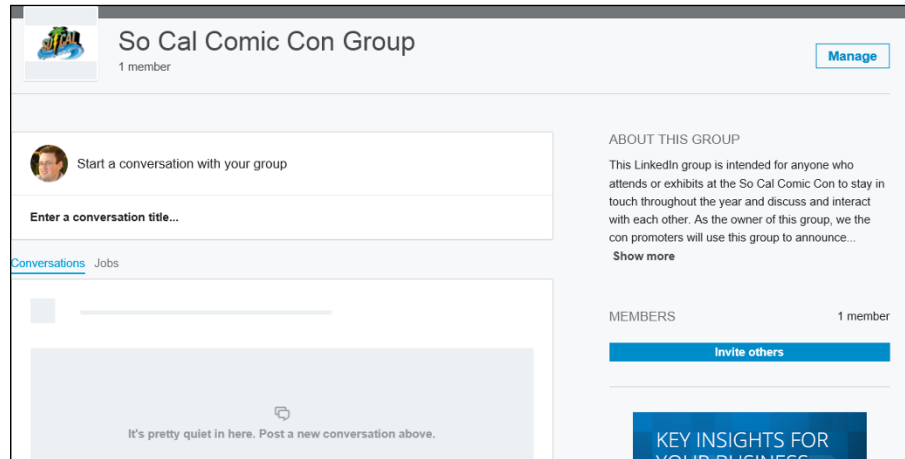 SO CAL
So Cal Comic Con Group
1 member
Manage
Start a conversation with your group
Enter a conversation title...
Conversations Jobs
It's pretty quiet in here. Post a new conversation above.
ABOUT THIS GROUP
This LinkedIn group is intended for anyone who
attends or exhibits at the So Cal Comic Con to stay in
touch throughout the year and discuss and interact
with each other. As the owner of this group, we the
con promoters will use this group to announce...
Show more
MEMBERS 1 member
Invite others
KEY INSIGHTS FOR
YOUR BUSINESS